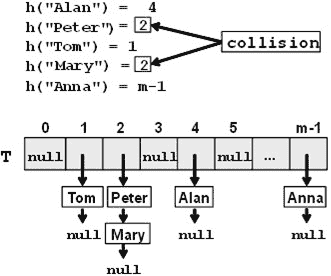 h("Alan") = 4
h("Peter") = 2
h("Tom") = 1
collision
h("Mary") = 2
h("Anna") = m-1
0 1 2 3 4 5 m-1
T null null null ...
Tom Peter Alan Anna
null Mary null null
null